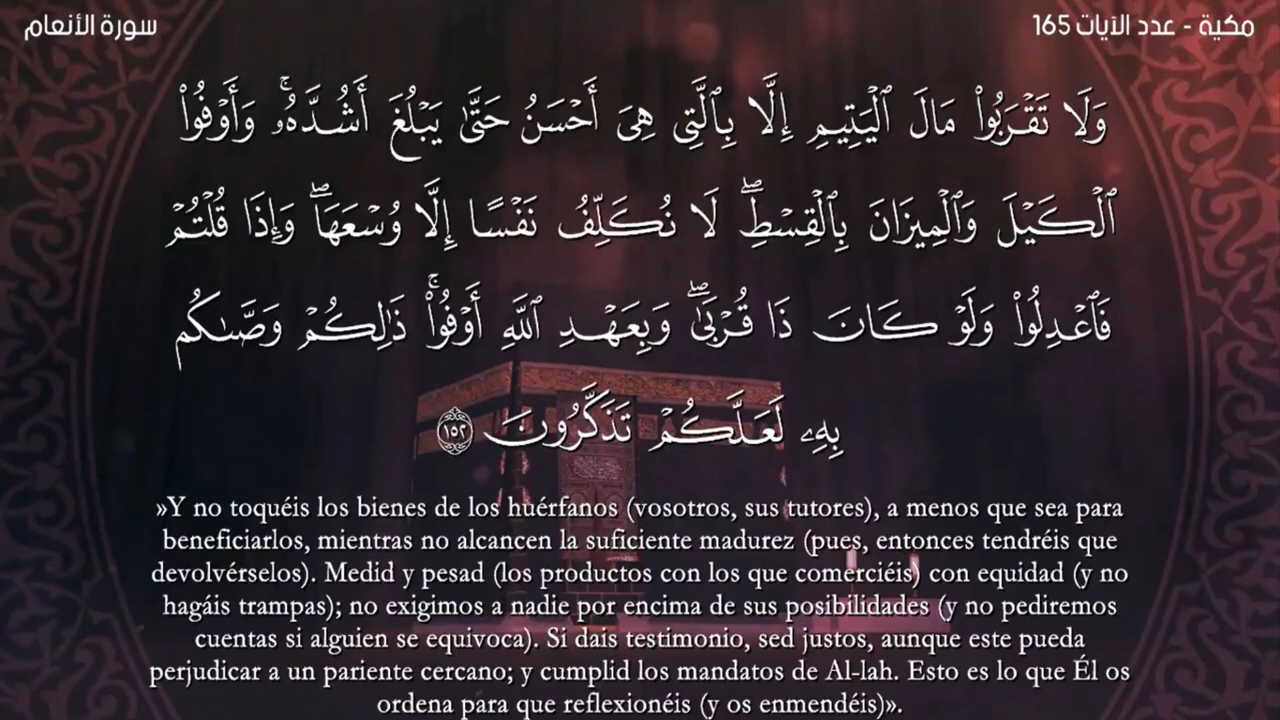 مكية - عدد الآيات 165
سورة الأنعام
وَلَا تَقْرَبُوا۟ مَالَ ٱلْيَتِيمِ إِلَّا بِٱلَّتِى هِىَ أَحْسَنُ حَتَّىٰ يَبْلُغَ أَشُدَّهُۥ ۚ وَأَوْفُوا۟
ٱلْكَيْلَ وَٱلْمِيزَانَ بِٱلْقِسْطِ ۖ لَا نُكَلِّفُ نَفْسًا إِلَّا وُسْعَهَا ۖ وَإِذَا قُلْتُمْ
فَٱعْدِلُوا۟ وَلَوْ كَانَ ذَا قُرْبَىٰ ۖ وَبِعَهْدِ ٱللَّهِ أَوْفُوا۟ ۚ ذَٰلِكُمْ وَصَّىٰكُم
بِهِۦ لَعَلَّكُمْ تَذَكَّرُونَ ١٥٢
»Y no toquéis los bienes de los huérfanos (vosotros, sus tutores), a menos que sea para
beneficiarlos, mientras no alcancen la suficiente madurez (pues, entonces tendréis que
devolvérselos). Medid y pesad (los productos con los que comerciéis) con equidad (y no
hagáis trampas); no exigimos a nadie por encima de sus posibilidades (y no pediremos
cuentas si alguien se equivoca). Si dais testimonio, sed justos, aunque este pueda
perjudicar a un pariente cercano; y cumplid los mandatos de Al-lah. Esto es lo que Él os
ordena para que reflexionéis (y os enmendéis)».